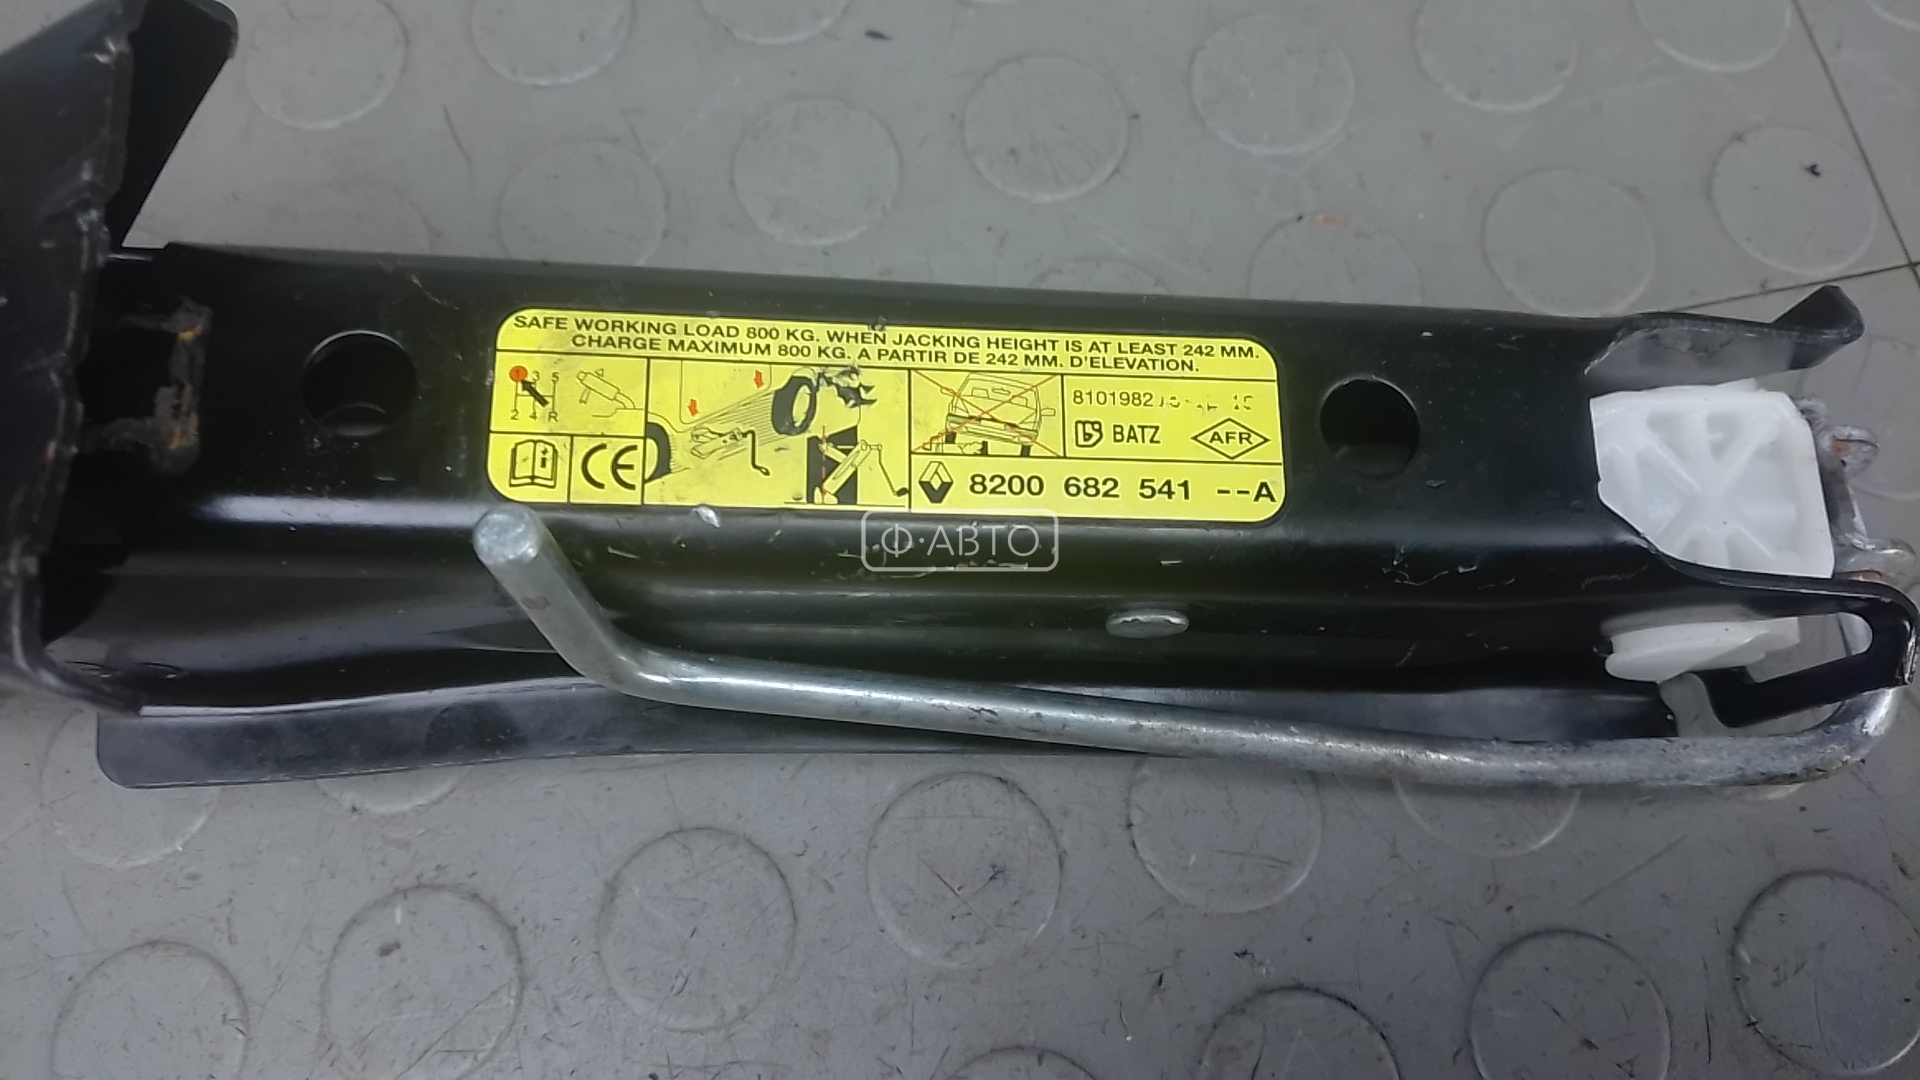 SAFE WORKING LOAD 800 KG. WHEN JACKING HEIGHT IS AT LEAST 242 MM.
CHARGE MAXIMUM 800 KG. A PARTIR DE 242 MM. D'ELEVATION.
1 3 5
2 4 R
i
CE
8101982
BATZ
AFR
8200 682 541 --A
Ф·АВТО